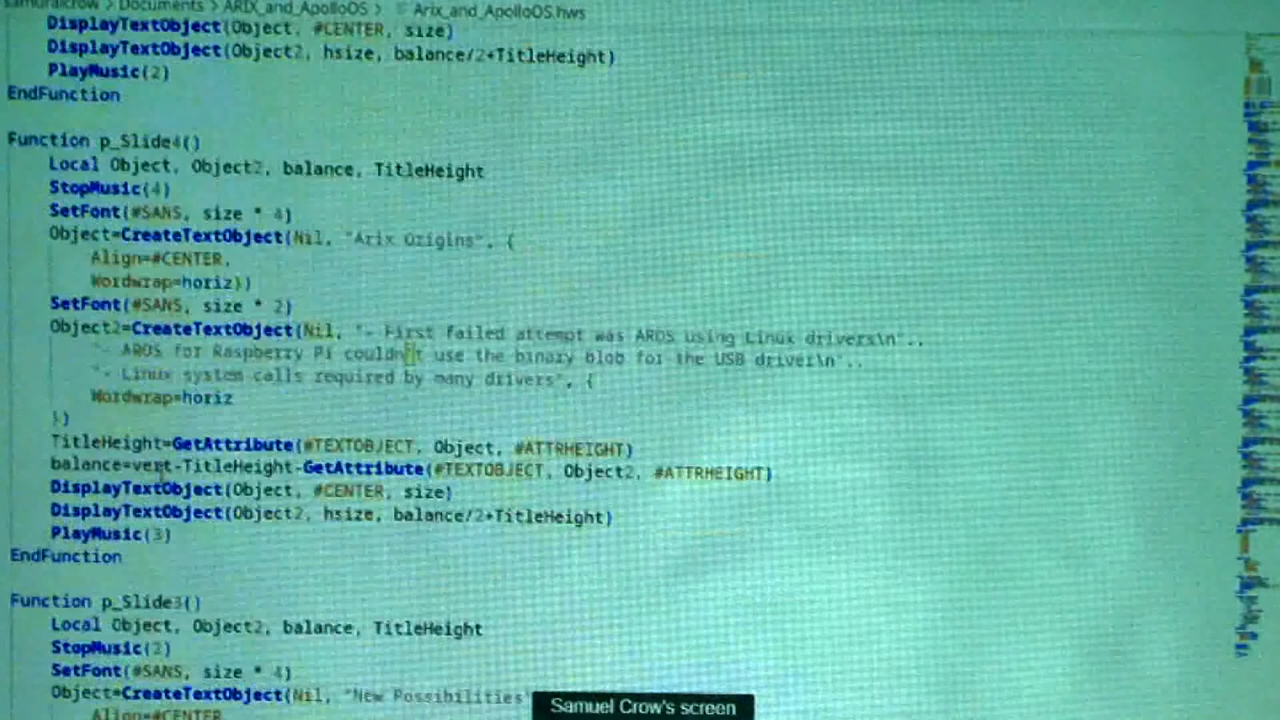 samuraicrow > Documents > ARIX_and_ApolloOS > Arix_and_ApolloOS.hws
DisplayTextObject(Object, #CENTER, size)
DisplayTextObject(Object2, hsize, balance/2+TitleHeight)
PlayMusic(2)
EndFunction
Function p_Slide4()
Local Object, Object2, balance, TitleHeight
StopMusic(4)
SetFont(#SANS, size * 4)
Object=CreateTextObject(Nil, "Arix Origins", {
Align=#CENTER,
Wordwrap=horiz})
SetFont(#SANS, size * 2)
Object2=CreateTextObject(Nil, "- First failed attempt was AROS using Linux drivers\n"..
"- AROS for Raspberry Pi couldn't use the binary blob for the USB driver\n"..
"- Linux system calls required by many drivers", {
Wordwrap=horiz
})
TitleHeight=GetAttribute(#TEXTOBJECT, Object, #ATTRHEIGHT)
balance=vert-TitleHeight-GetAttribute(#TEXTOBJECT, Object2, #ATTRHEIGHT)
DisplayTextObject(Object, #CENTER, size)
DisplayTextObject(Object2, hsize, balance/2+TitleHeight)
PlayMusic(3)
EndFunction
Function p_Slide3()
Local Object, Object2, balance, TitleHeight
StopMusic(3)
SetFont(#SANS, size * 4)
Object=CreateTextObject(Nil, "New Possibilities"
Align=#CENTER
Samuel Crow's screen